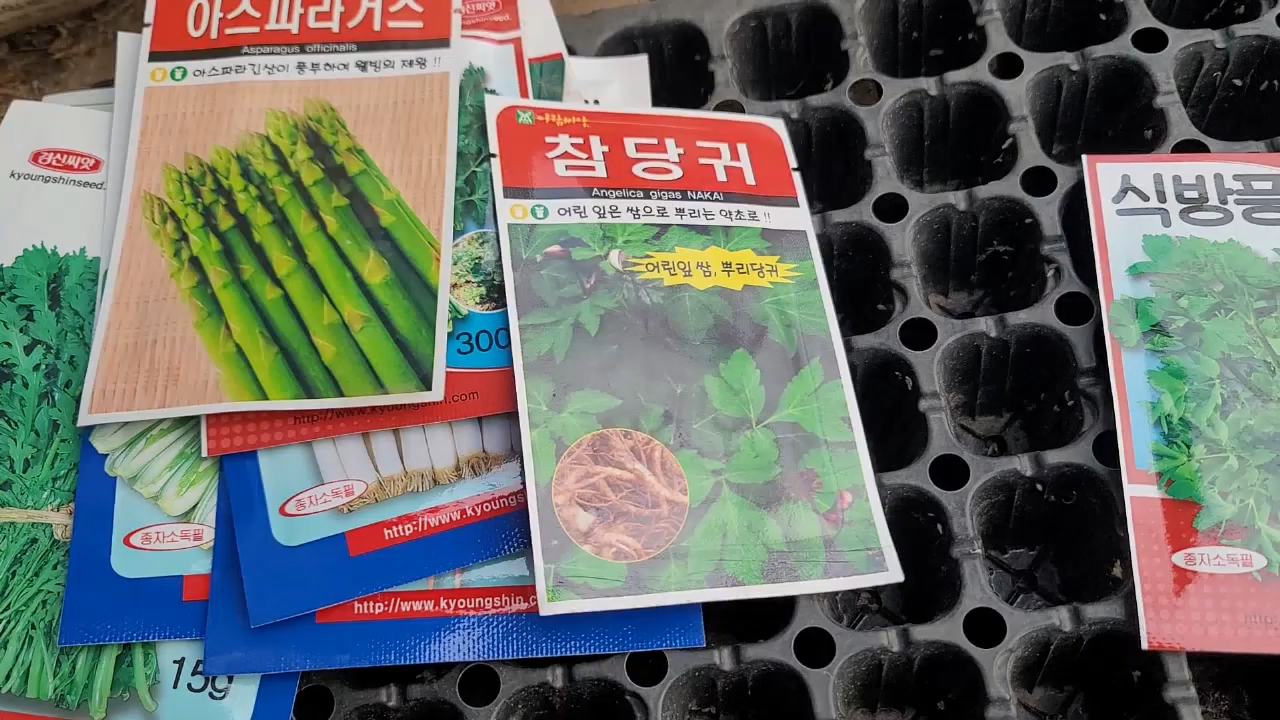 아스파라거스
Asparagus officinalis
아스파라긴산이 풍부하여 웰빙의 제왕 !!
경신씨앗
kyoungshinseed.
300
http://www.kyoungshin.com
종자소독필
종자소독필
http://www.kyoungs
http://www.kyoungshin.c
15g
참당귀
Angelica gigas NAKAI
어린 잎은 쌈으로 뿌리는 약초로 !!
어린잎 쌈, 뿌리당귀
식방풍
종자소독필